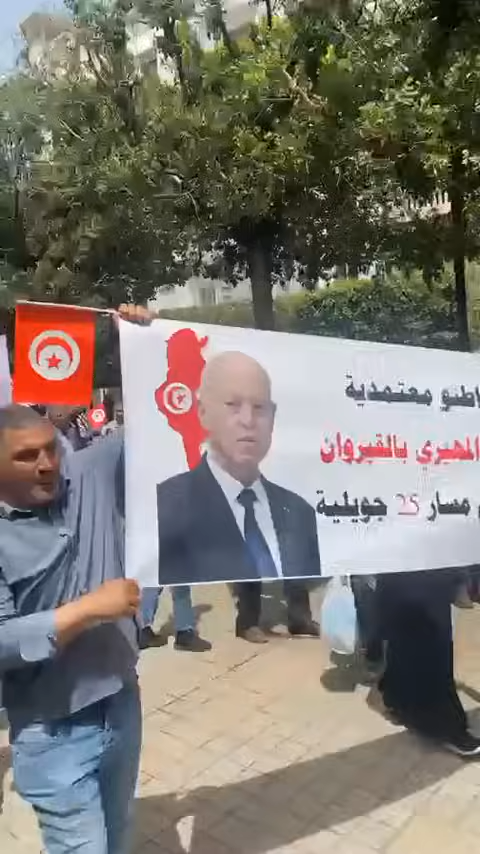 اطنو معتمدية
المهيري بالقيروان
مسار 25 جويلية